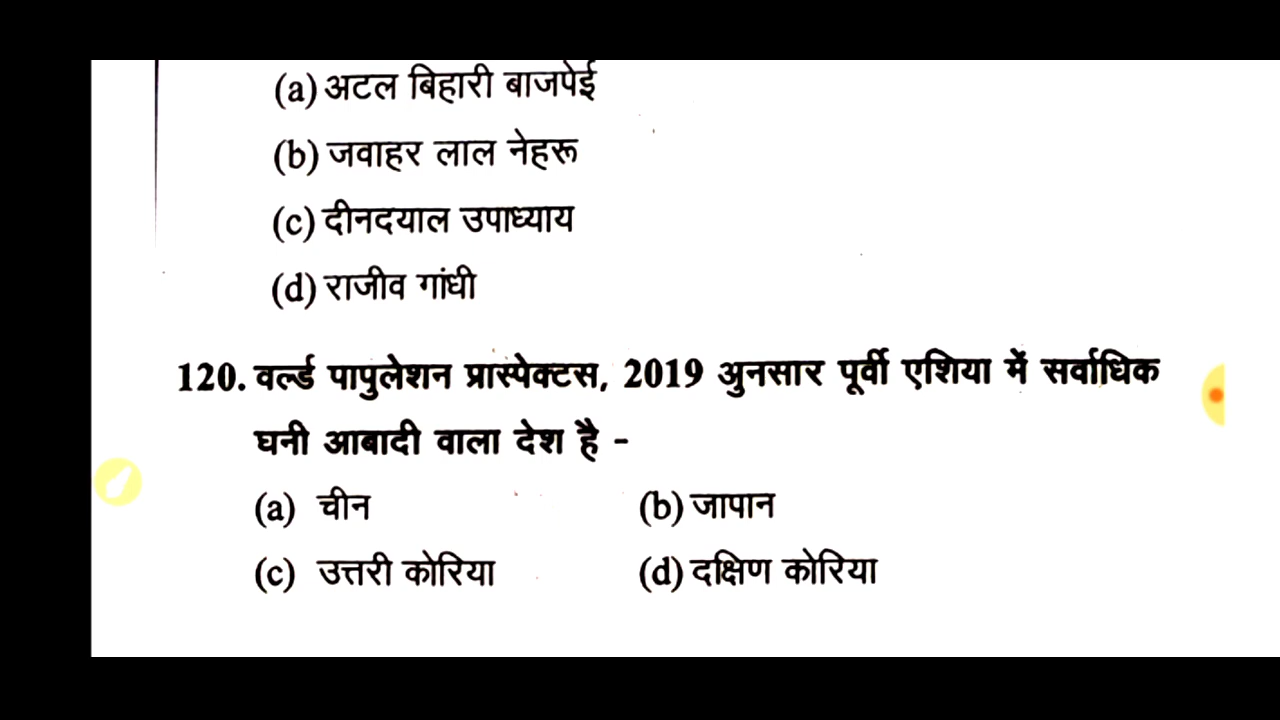 (a) अटल बिहारी बाजपेई
(b) जवाहर लाल नेहरू
(c) दीनदयाल उपाध्याय
(d) राजीव गांधी
120. वर्ल्ड पापुलेशन प्रास्पेक्टस, 2019 अुनसार पूर्वी एशिया में सर्वाधिक
घनी आबादी वाला देश है -
(a) चीन (b) जापान
(c) उत्तरी कोरिया (d) दक्षिण कोरिया